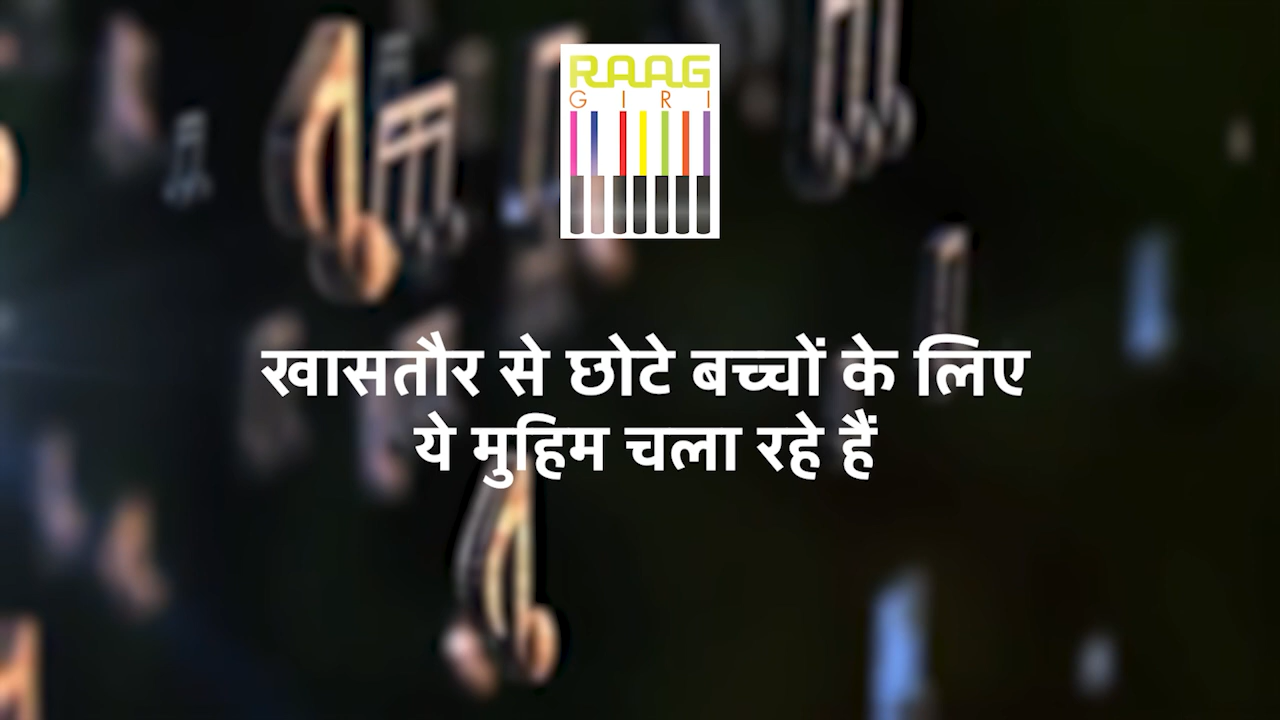 RAAG
GIRI
खासतौर से छोटे बच्चों के लिए
ये मुहिम चला रहे हैं